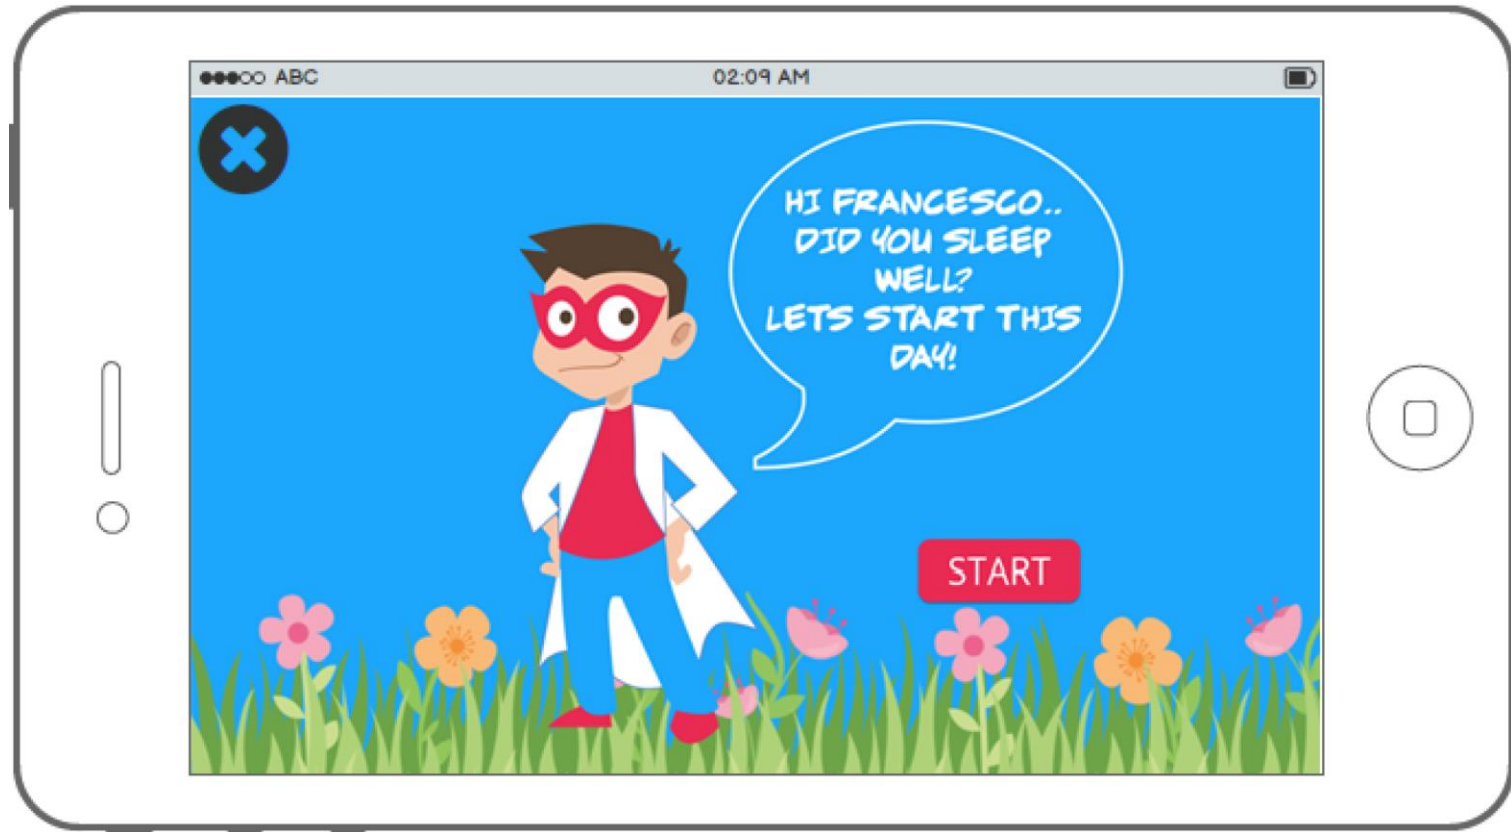 ABC 02:09 AM
HI FRANCESCO..
DID YOU SLEEP
WELL?
LETS START THIS
DAY!
START